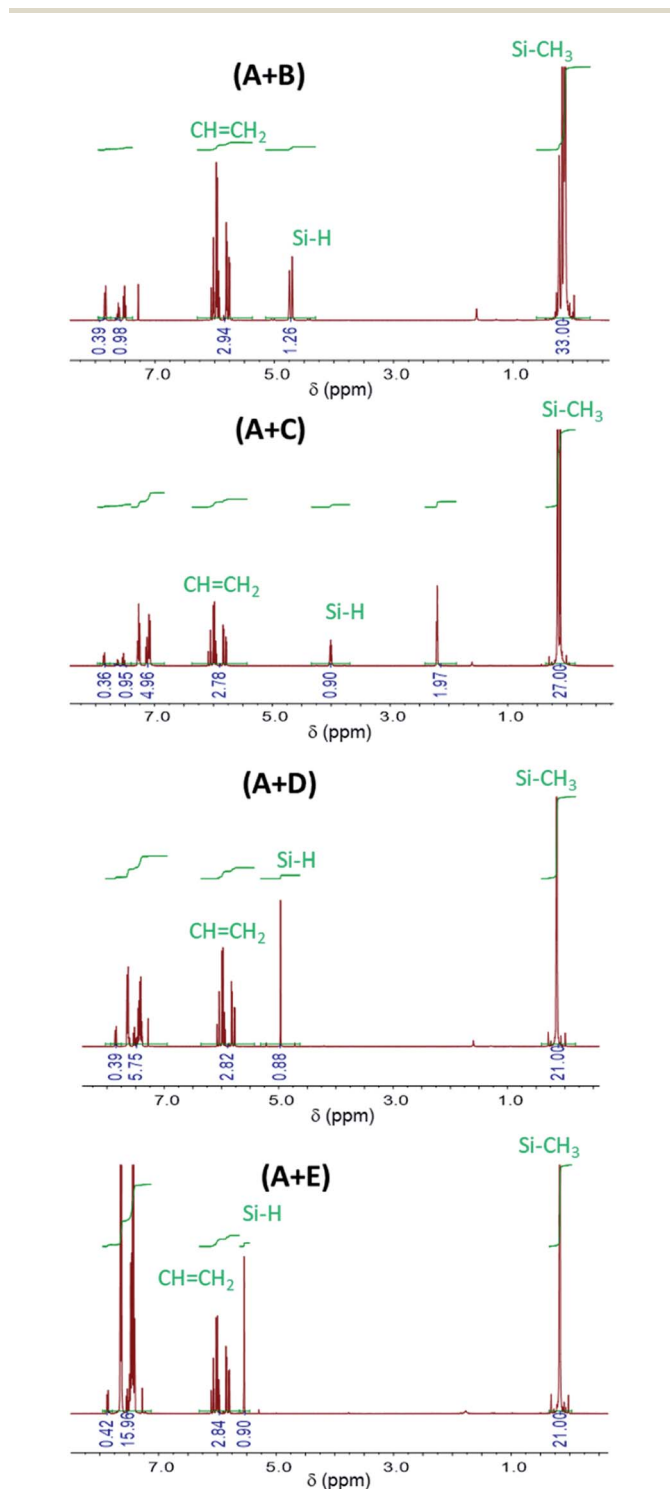 Si-CH₃
(A+B)
CH=CH₂
Si-H
0.39 0.98 2.94 1.26 33.00
7.0 5.0 3.0 1.0
δ (ppm)
(A+C)
Si-CH₃
CH=CH₂
Si-H
0.36 0.95 4.96 2.78 0.90 1.97 27.00
7.0 5.0 3.0 1.0
δ (ppm)
Si-CH₃
(A+D)
Si-H
CH=CH₂
0.39 5.75 2.82 0.88 21.00
7.0 5.0 3.0 1.0
δ (ppm)
Si-CH₃
(A+E)
Si-H
CH=CH₂
0.42 15.96 2.84 0.90 21.00
7.0 5.0 3.0 1.0
δ (ppm)